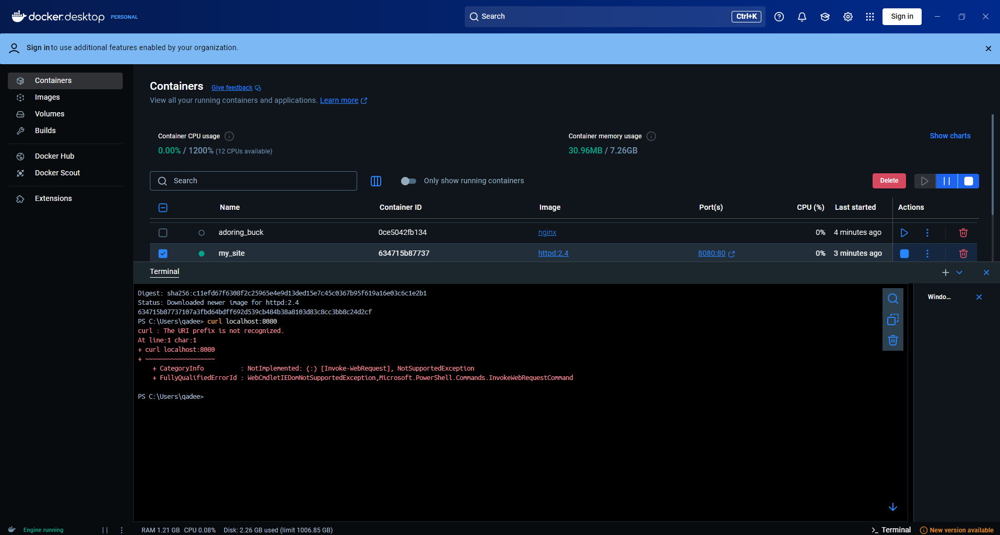 docker.desktop PERSONAL
Search Ctrl+K
Sign in
Sign in to use additional features enabled by your organization.
Containers
Images
Volumes
Builds
Docker Hub
Docker Scout
Extensions
Containers Give feedback
View all your running containers and applications. Learn more
Container CPU usage
0.00% / 1200% (12 CPUs available)
Container memory usage
30.96MB / 7.26GB
Show charts
Search
Only show running containers
Delete
Name Container ID Image Port(s) CPU (%) Last started Actions
adoring_buck 0ce5042fb134 nginx 0% 4 minutes ago
my_site 634715b87737 httpd:2.4 8080:80 0% 3 minutes ago
Terminal
Digest: sha256:c11efd67f6308f2c25965e4e9d13ded15e7c45c0367b95f619a16e03c6c1e2b1
Status: Downloaded newer image for httpd:2.4
634715b87737107a3fbd64bdff692d539cb484b38a8103d83c8cc3bb8c24d2cf
PS C:\Users\qadee> curl localhost:8080
curl : The URI prefix is not recognized.
At line:1 char:1
+ curl localhost:8080
+ ~~~~~~~~~~~~~~~~~~~
    + CategoryInfo          : NotImplemented: (:) [Invoke-WebRequest], NotSupportedException
    + FullyQualifiedErrorId : WebCmdletIEDomNotSupportedException,Microsoft.PowerShell.Commands.InvokeWebRequestCommand
PS C:\Users\qadee>
Windo...
Engine running
RAM 1.21 GB CPU 0.08% Disk: 2.26 GB used (limit 1006.85 GB)
Terminal
New version available